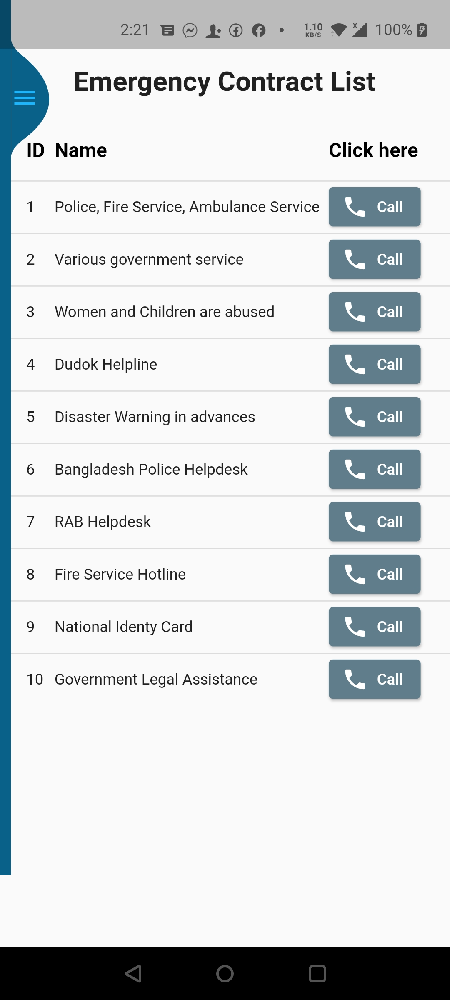 2:21 1.10 KB/S X 100%
Emergency Contract List
ID Name Click here
1 Police, Fire Service, Ambulance Service Call
2 Various government service Call
3 Women and Children are abused Call
4 Dudok Helpline Call
5 Disaster Warning in advances Call
6 Bangladesh Police Helpdesk Call
7 RAB Helpdesk Call
8 Fire Service Hotline Call
9 National Identy Card Call
10 Government Legal Assistance Call